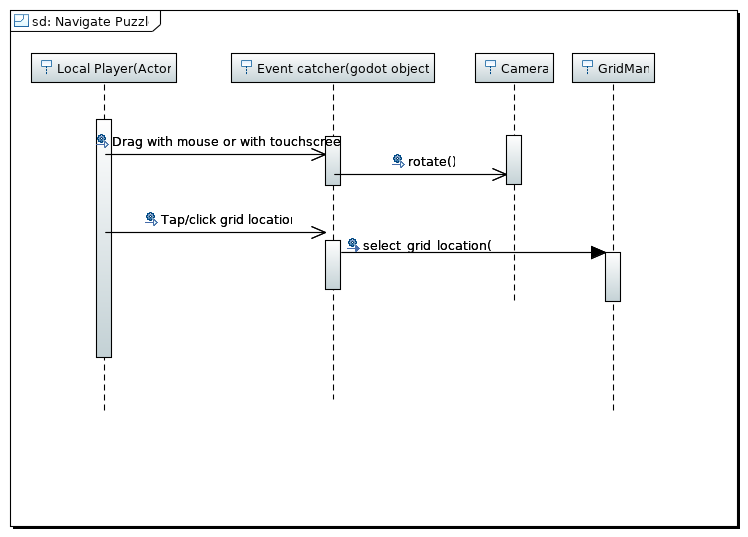 sd: Navigate Puzzl
Local Player(Actor
Event catcher(godot object
Camera
GridMan
Drag with mouse or with touchscree
rotate()
Tap/click grid location
select_grid_location(